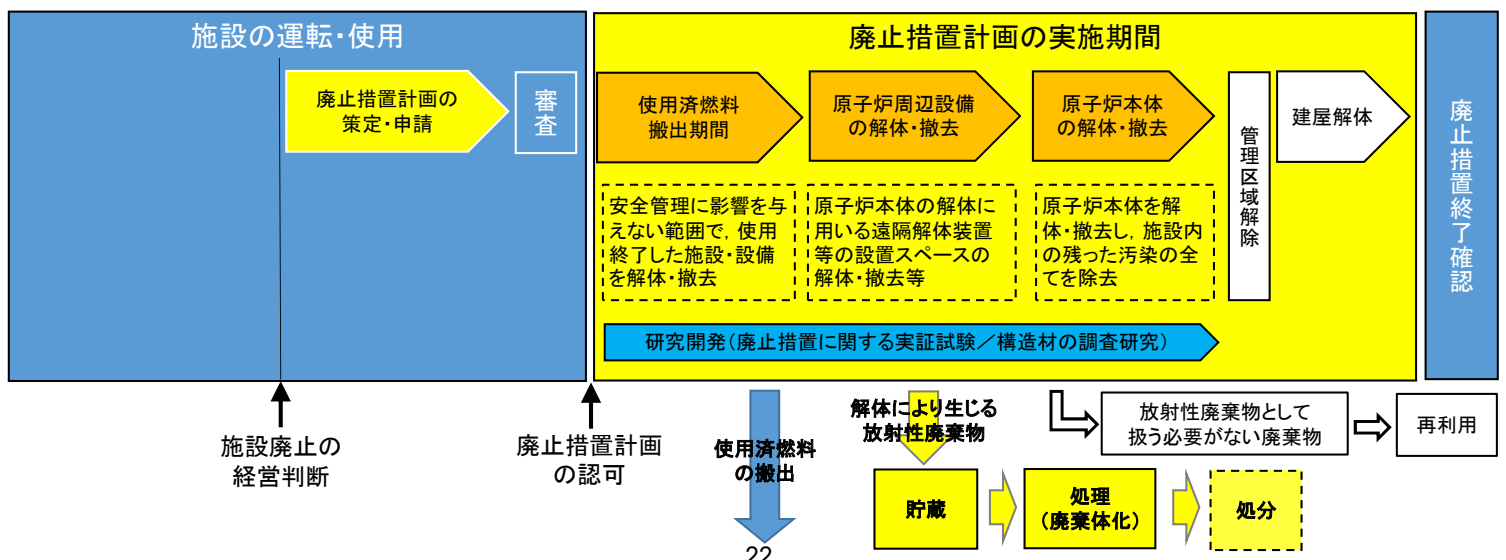 施設の運転・使用
廃止措置計画の
策定・申請
審査
施設廃止の
経営判断
廃止措置計画
の認可
廃止措置計画の実施期間
使用済燃料
搬出期間
原子炉周辺設備
の解体・撤去
原子炉本体
の解体・撤去
管理区域解除
建屋解体
安全管理に影響を与
えない範囲で，使用
終了した施設・設備
を解体・撤去
原子炉本体の解体に
用いる遠隔解体装置
等の設置スペースの
解体・撤去等
原子炉本体を解
体・撤去し，施設内
の残った汚染の全
てを除去
研究開発（廃止措置に関する実証試験／構造材の調査研究）
廃止措置終了確認
使用済燃料
の搬出
解体により生じる
放射性廃棄物
放射性廃棄物として
扱う必要がない廃棄物
再利用
貯蔵
処理
（廃棄体化）
処分
22